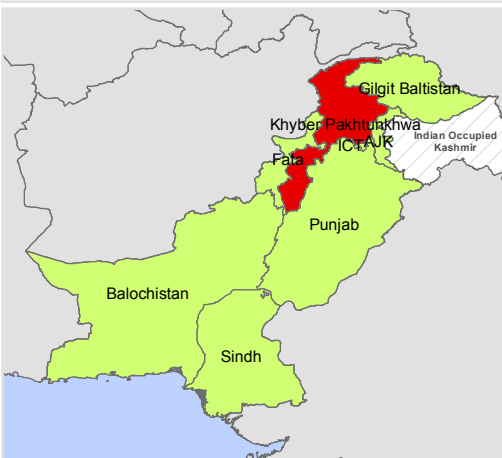 Gilgit Baltistan
Khyber Pakhtunkhwa
Indian Occupied
Kashmir
ICT
AJK
Fata
Punjab
Balochistan
Sindh